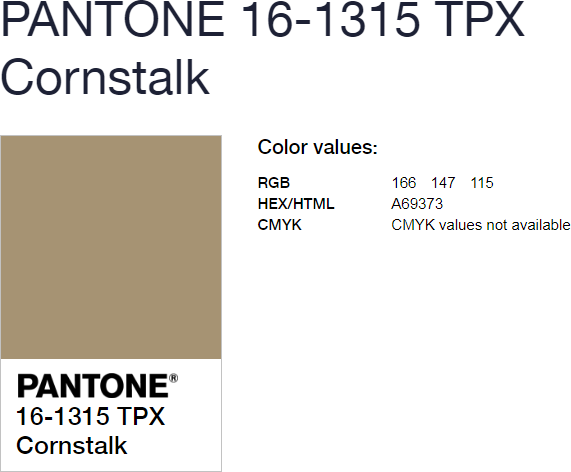 PANTONE 16-1315 TPX
Cornstalk
Color values:
RGB 166 147 115
HEX/HTML A69373
CMYK CMYK values not available
PANTONE®
16-1315 TPX
Cornstalk